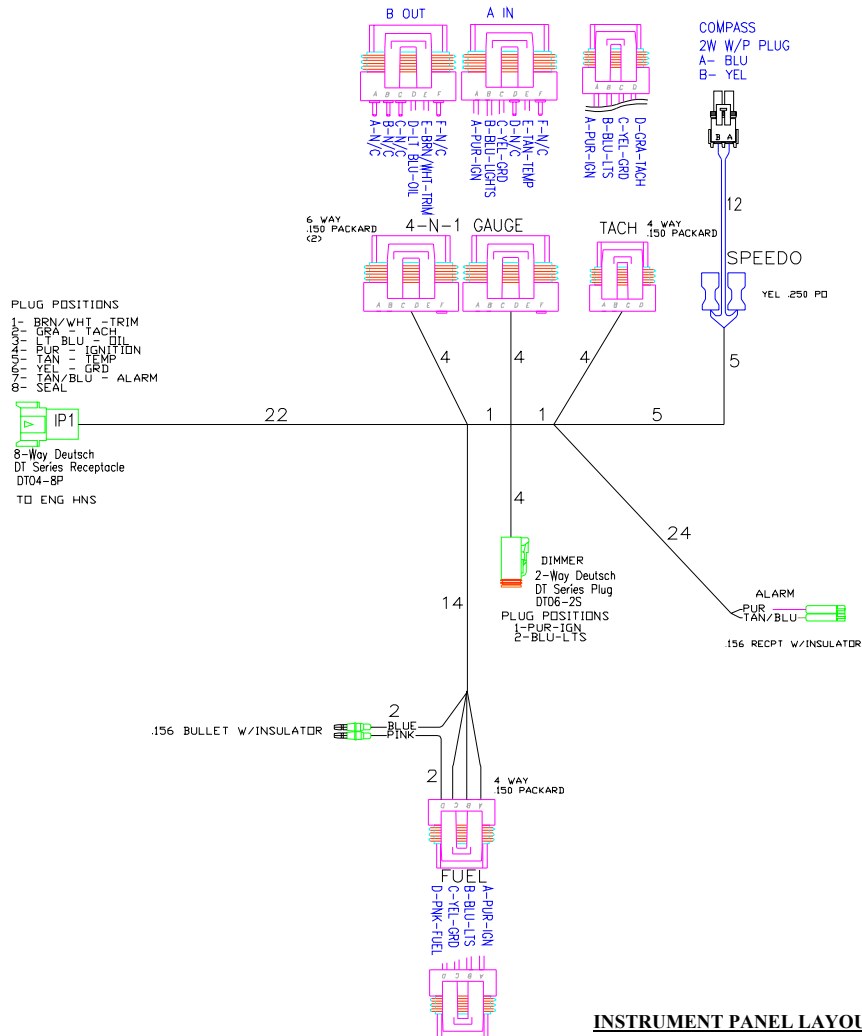 B OUT
A IN
COMPASS
2W W/P PLUG
A- BLU
B- YEL
A B C D E F
A B C D E F
A B C D
A-N/C
B-N/C
C-N/C
D-LT BLU-OIL
E-BRN/WHT-TRIM
F-N/C
A-PUR-IGN
B-BLU-LIGHTS
C-YEL-GRD
D-N/C
E-TAN-TEMP
F-N/C
A-PUR-IGN
B-BLU-LTS
C-YEL-GRD
D-GRA-TACH
B A
12
6 WAY
.150 PACKARD
(2)
4-N-1 GAUGE
TACH
4 WAY
.150 PACKARD
SPEEDO
YEL .250 PO
A B C D E F
A B C D E F
A B C D
PLUG POSITIONS
1- BRN/WHT -TRIM
2- GRA - TACH
3- LT BLU - OIL
4- PUR - IGNITION
5- TAN - TEMP
6- YEL - GRD
7- TAN/BLU - ALARM
8- SEAL
4
4
4
5
IP1
22
1
1
5
8-Way Deutsch
DT Series Receptacle
DT04-8P
TO ENG HNS
4
24
DIMMER
2-Way Deutsch
DT Series Plug
DT06-2S
PLUG POSITIONS
1-PUR-IGN
2-BLU-LTS
14
ALARM
PUR
TAN/BLU
.156 RECPT W/INSULATOR
2
.156 BULLET W/INSULATOR
BLUE
PINK
2
4 WAY
.150 PACKARD
D C B A
FUEL
D-PNK-FUEL
C-YEL-GRD
B-BLU-LTS
A-PUR-IGN
D C B A
INSTRUMENT PANEL LAYOU